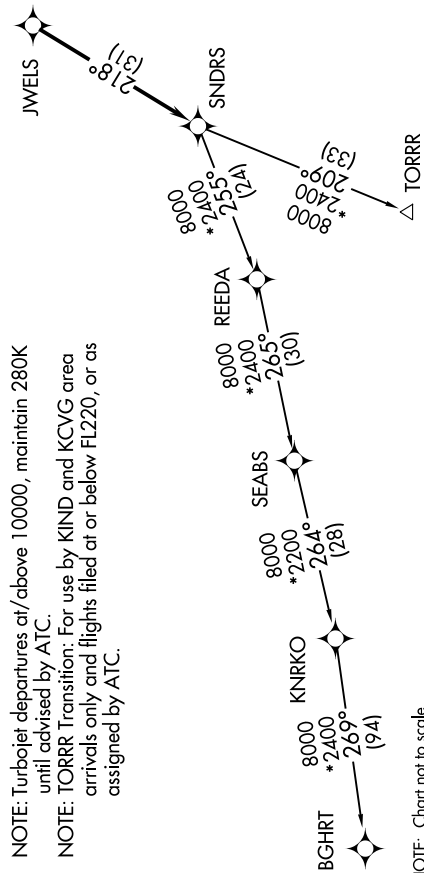 NOTE: Turbojet departures at/above 10000, maintain 280K
until advised by ATC.
NOTE: TORRR Transition: For use by KIND and KCVG area
arrivals only and flights filed at or below FL220, or as
assigned by ATC.
JWELS
218°
(31)
SNDRS
8000
*2400
255°
(24)
8000
*2400
209°
(33)
TORRR
REEDA
8000
*2400
265°
(30)
SEABS
8000
*2200
264°
(28)
KNRKO
8000
*2400
269°
(94)
BGHRT
NOTE: Chart not to scale